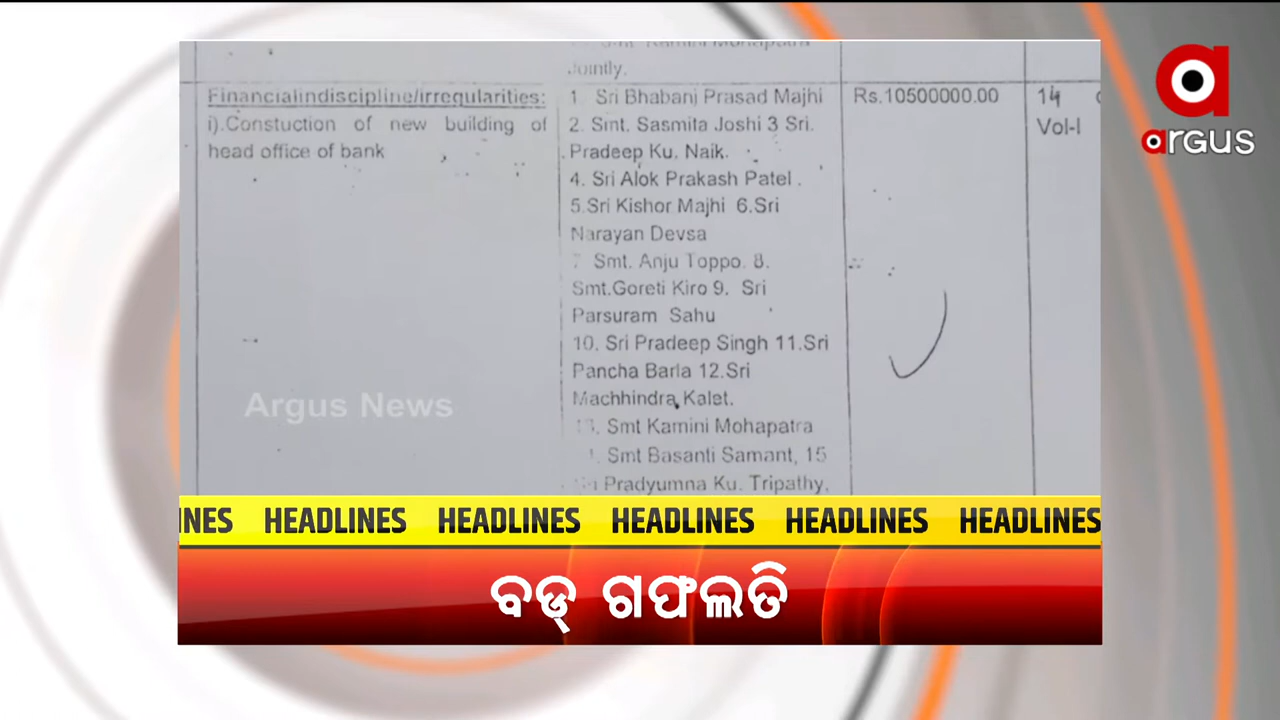 Jointly.
Financialindiscipline/irregularities:
i).Constuction of new building of
head office of bank
1. Sri Bhabanj Prasad Majhi
2. Smt. Sasmita Joshi 3 Sri.
Pradeep Ku. Naik.
4. Sri Alok Prakash Patel .
5.Sri Kishor Majhi 6.Sri
Narayan Devsa
7 Smt. Anju Toppo. 8.
Smt.Goreti Kiro 9. Sri
Parsuram Sahu
10. Sri Pradeep Singh 11.Sri
Pancha Barla 12.Sri
Machhindra Kalet.
Smt Kamini Mohapatra
Smt Basanti Samant, 15
Pradyumna Ku. Tripathy,
Rs.10500000.00
14
Vol-I
argus
Argus News
INES HEADLINES HEADLINES HEADLINES HEADLINES HEADLINES
ବଡ୍ ଗଫଲତି